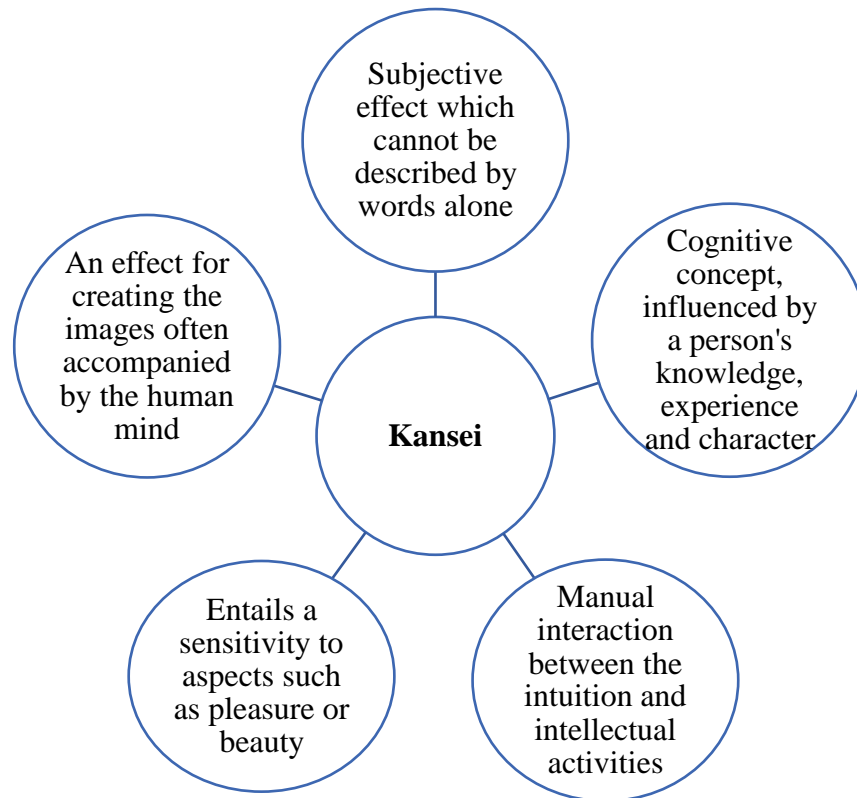 Subjective
effect which
cannot be
described by
words alone
Cognitive
concept,
influenced by
a person's
knowledge,
experience
and character
Manual
interaction
between the
intuition and
intellectual
activities
Entails a
sensitivity to
aspects such
as pleasure or
beauty
An effect for
creating the
images often
accompanied
by the human
mind
Kansei